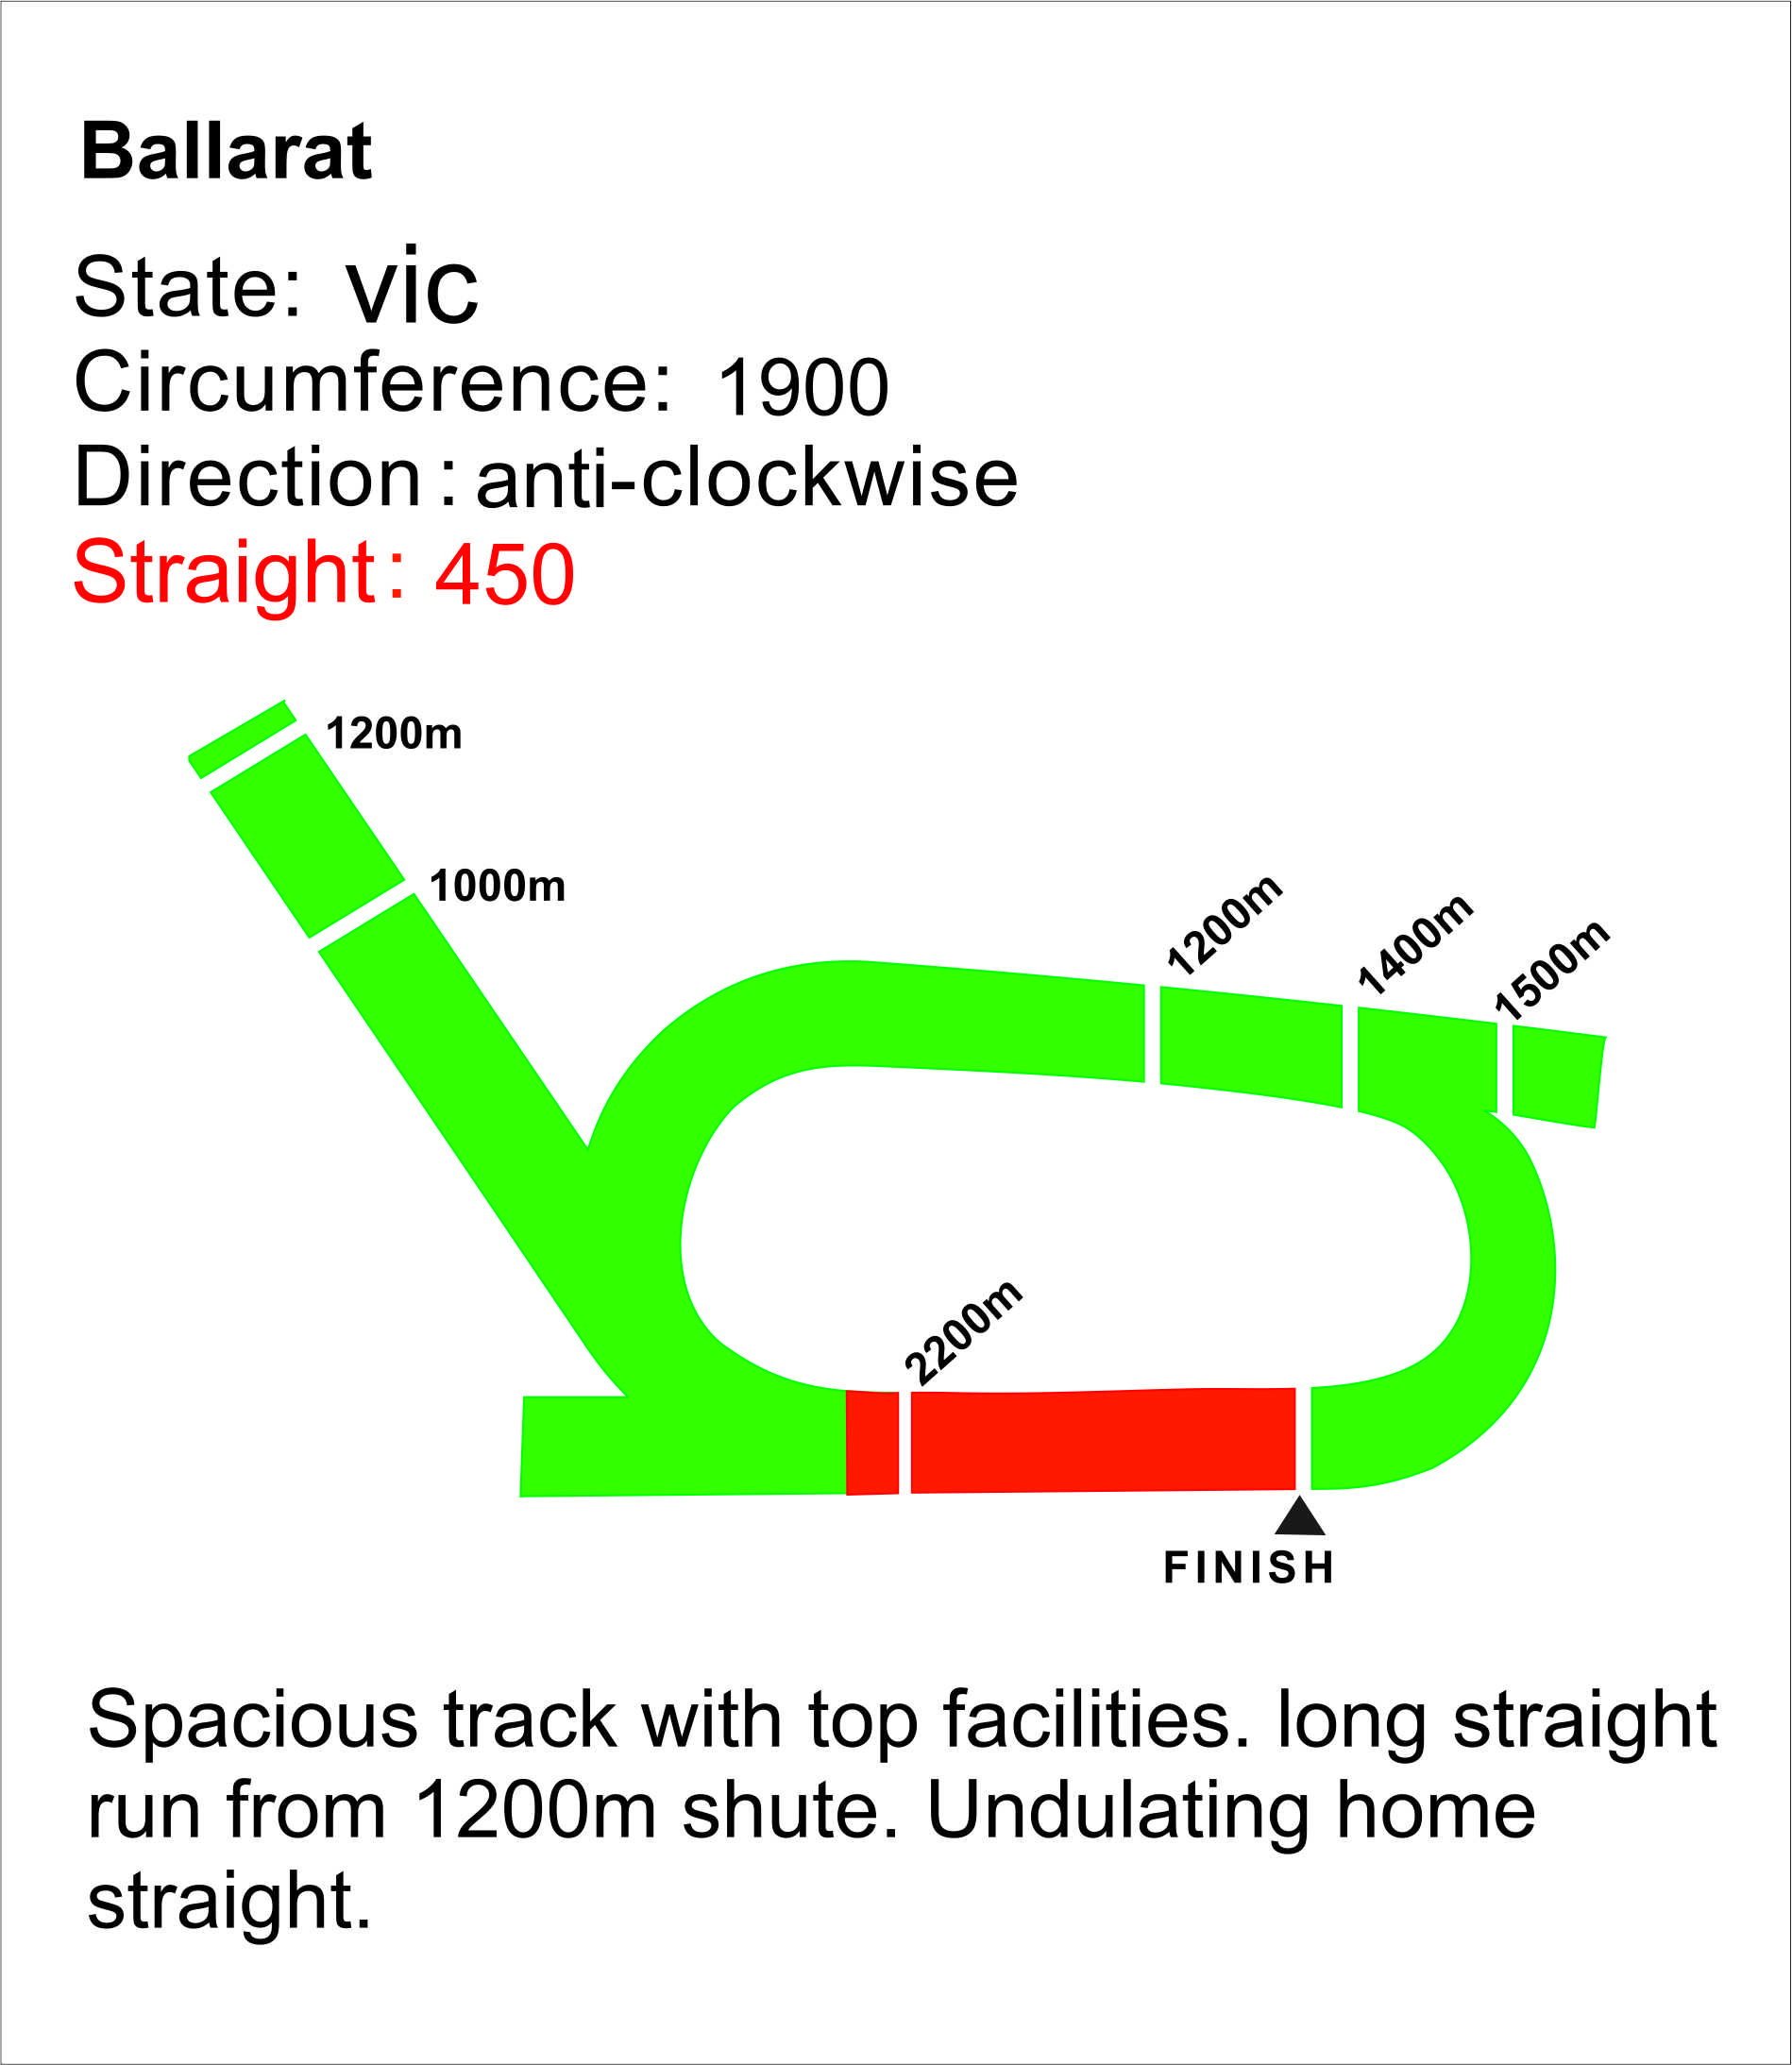 Ballarat
State: vic
Circumference: 1900
Direction : anti-clockwise
Straight: 450
1200m
1000m
1200m
1400m
1500m
2200m
FINISH
Spacious track with top facilities. long straight
run from 1200m shute. Undulating home
straight.